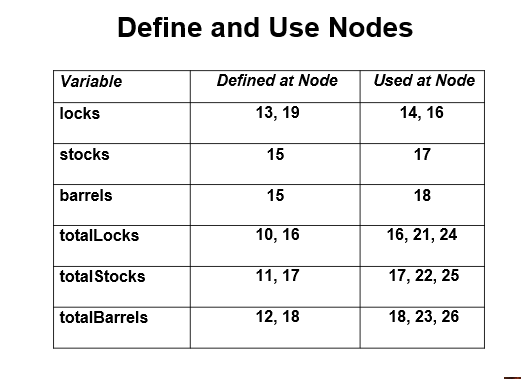 Define and Use Nodes
Variable Defined at Node Used at Node
locks 13, 19 14, 16
stocks 15 17
barrels 15 18
totalLocks 10, 16 16, 21, 24
totalStocks 11, 17 17, 22, 25
totalBarrels 12, 18 18, 23, 26